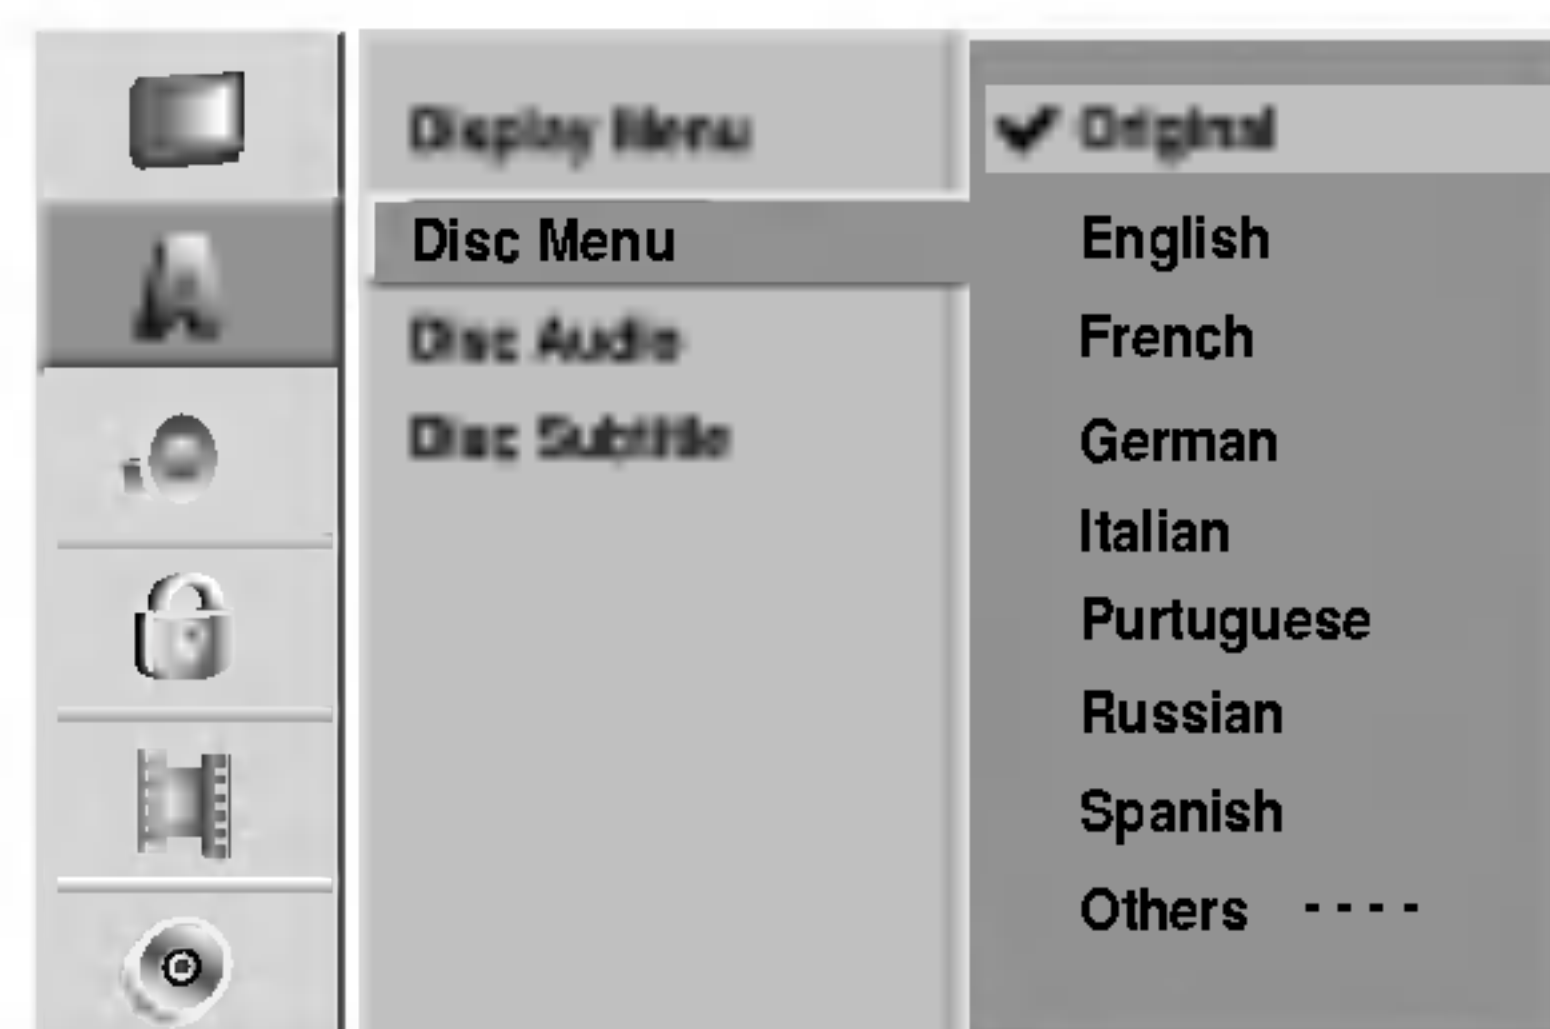 Display Menu
Disc Menu
Disc Audio
Disc Subtitle
Original
English
French
German
Italian
Purtuguese
Russian
Spanish
Others - - - -